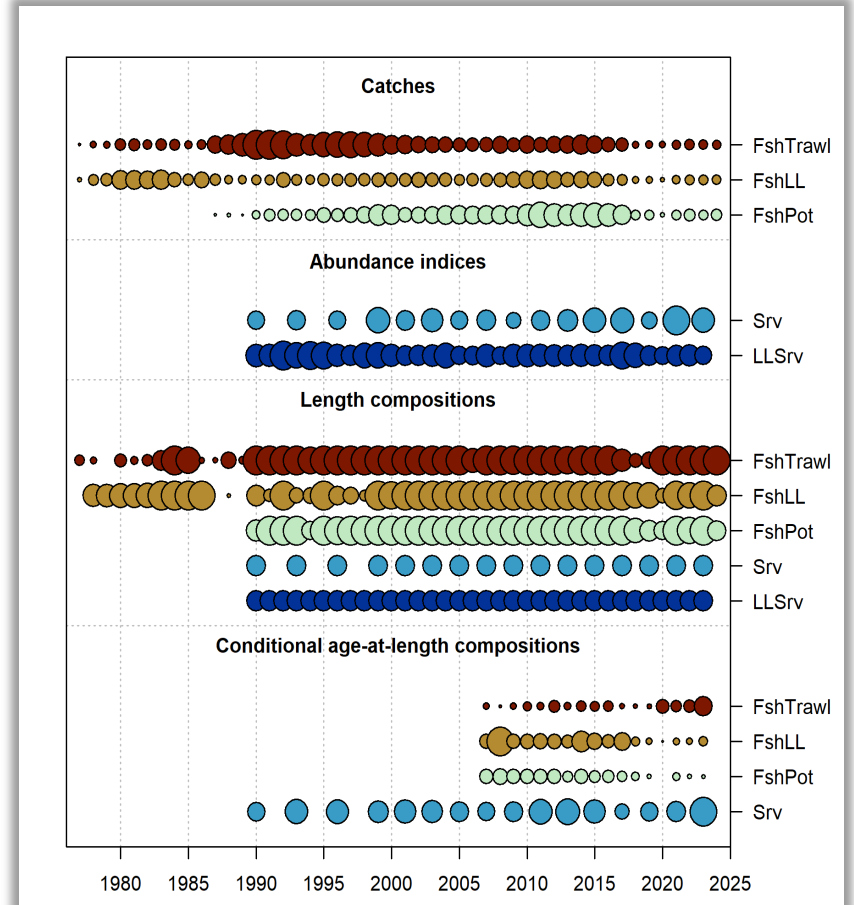 Catches
FshTrawl
FshLL
FshPot
Abundance indices
Srv
LLSrv
Length compositions
FshTrawl
FshLL
FshPot
Srv
LLSrv
Conditional age-at-length compositions
FshTrawl
FshLL
FshPot
Srv
1980 1985 1990 1995 2000 2005 2010 2015 2020 2025